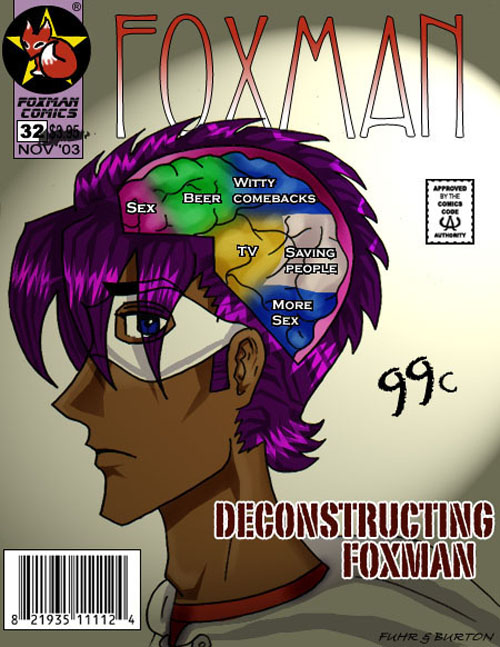 ®
FOXMAN
FOXMAN
COMICS
32 $3.95
NOV '03
APPROVED
BY THE
COMICS
CODE
A
AUTHORITY
SEX
BEER
WITTY
COMEBACKS
TV
SAVING
PEOPLE
MORE
SEX
99c
DECONSTRUCTING
FOXMAN
8 21935 11112 4
FUHR & BURTON